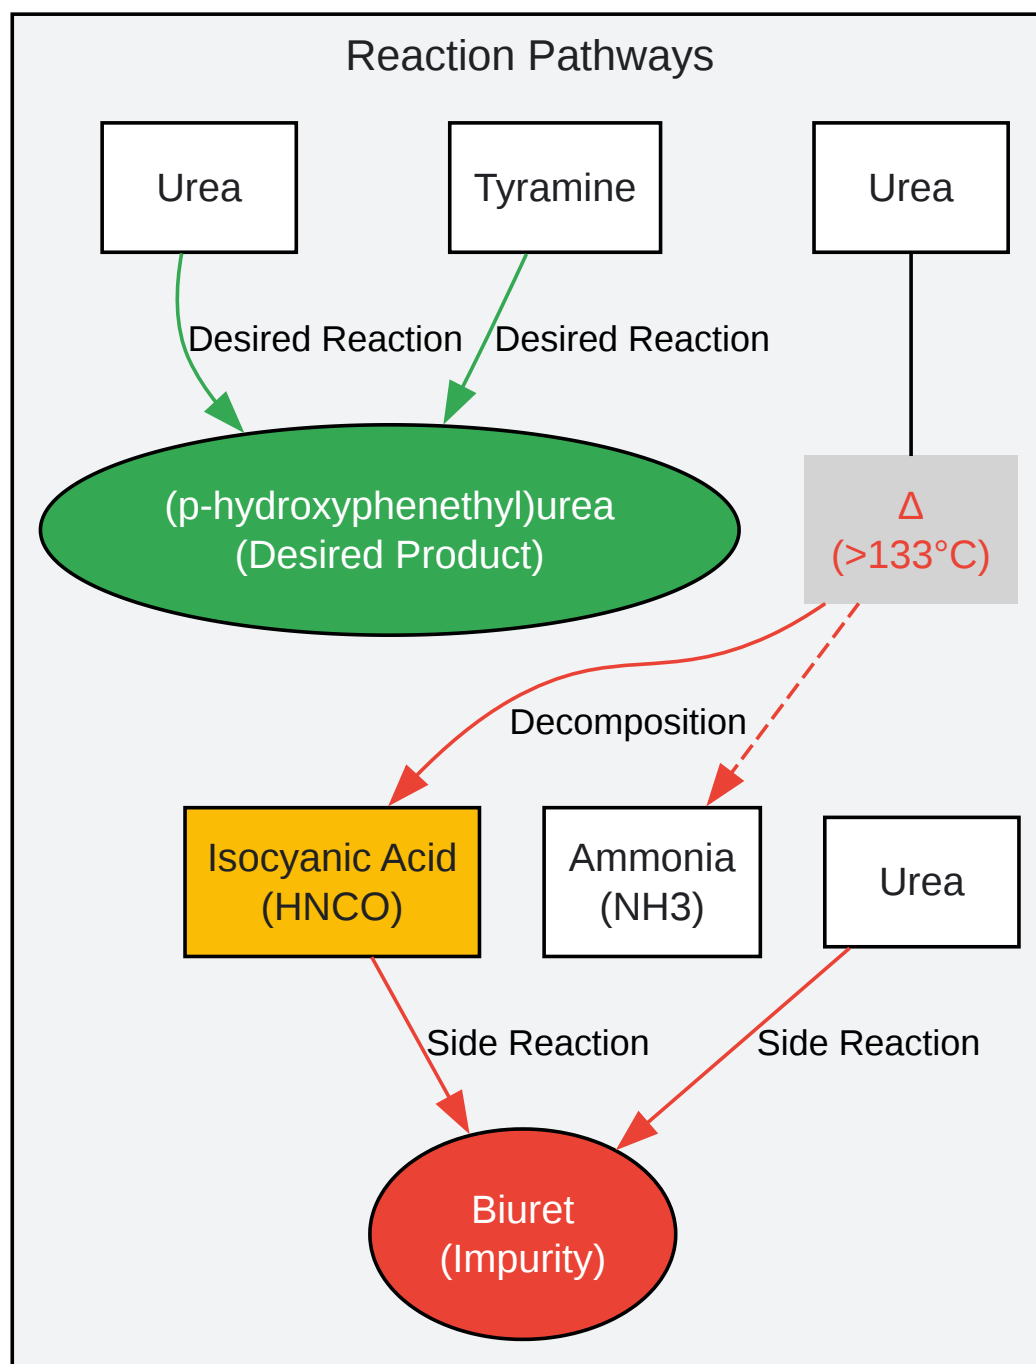 Reaction Pathways
Urea
Tyramine
Urea
Desired Reaction
Desired Reaction
(p-hydroxyphenethyl)urea
(Desired Product)
Δ
(>133°C)
Decomposition
Isocyanic Acid
(HNCO)
Ammonia
(NH3)
Urea
Side Reaction
Side Reaction
Biuret
(Impurity)